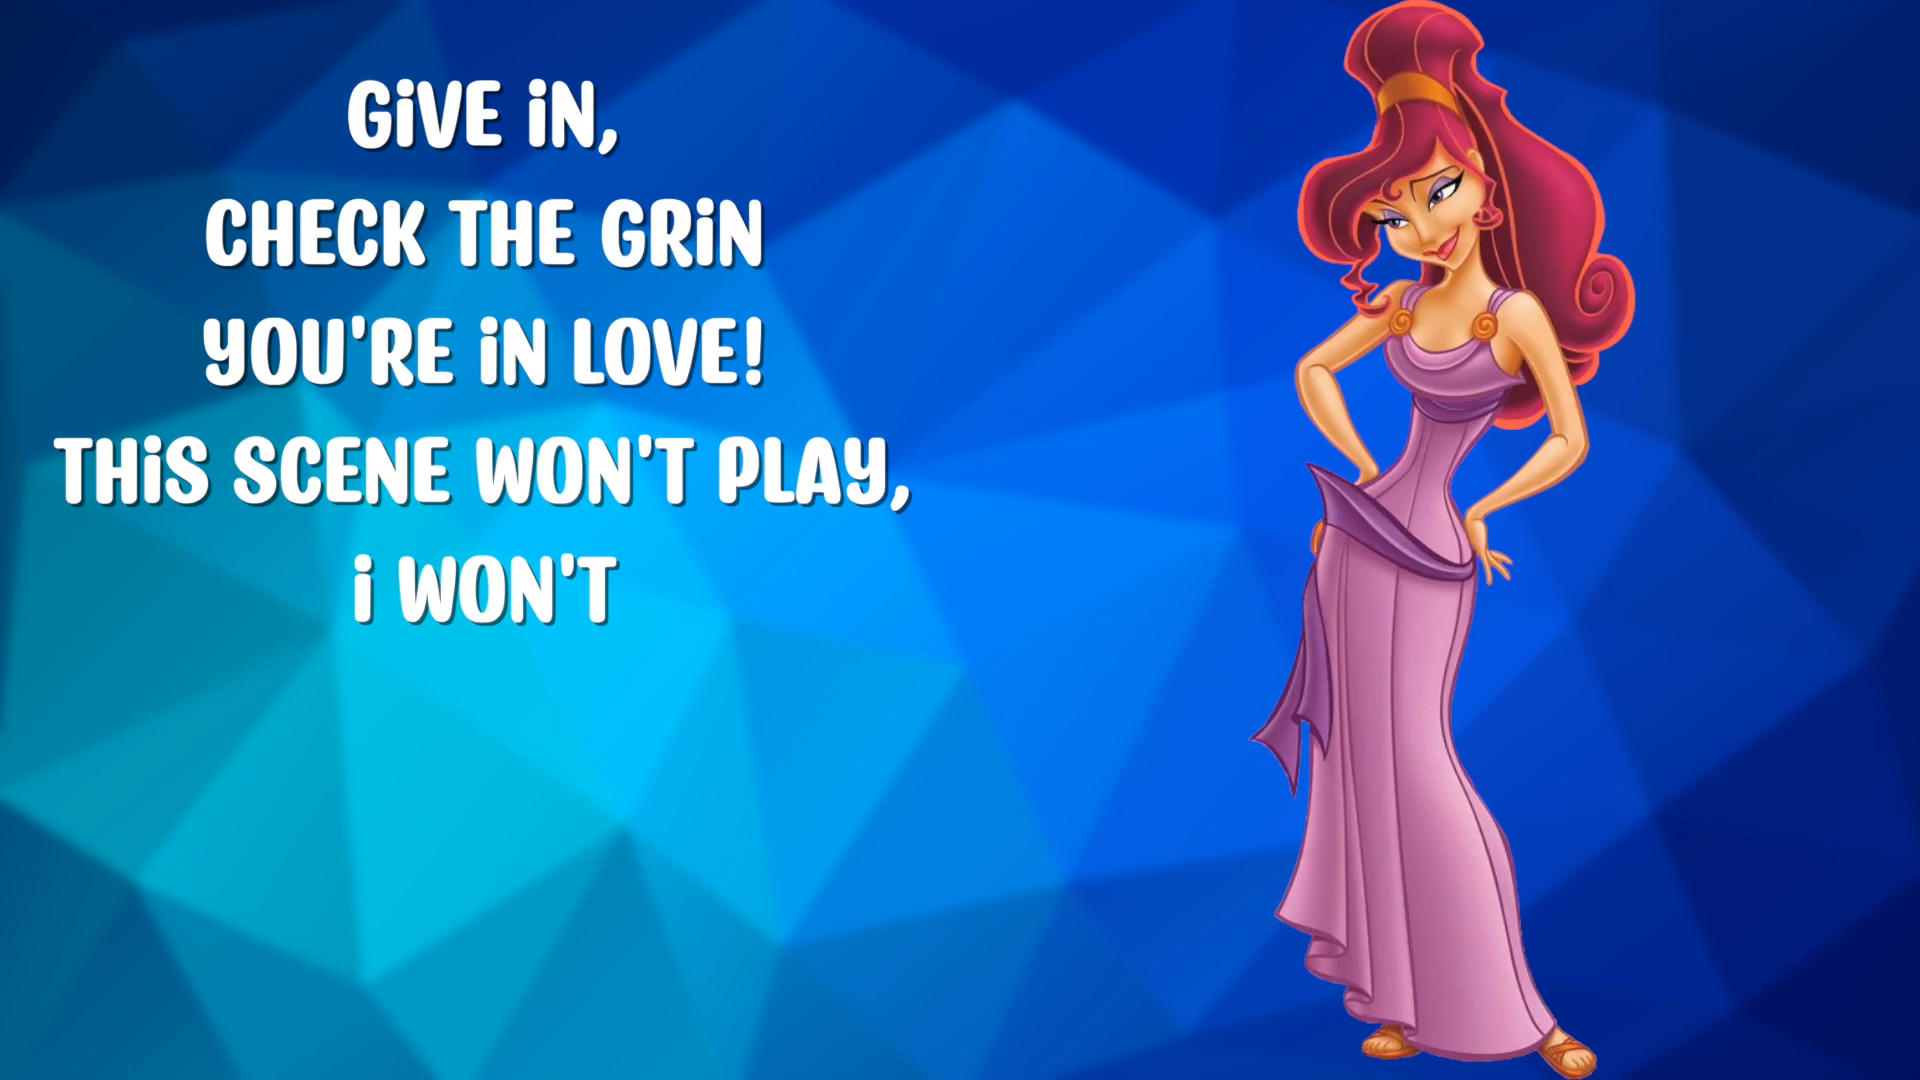 GiVE iN,
CHECK THE GRiN
YOU'RE iN LOVE!
THiS SCENE WON'T PLAY,
i WON'T